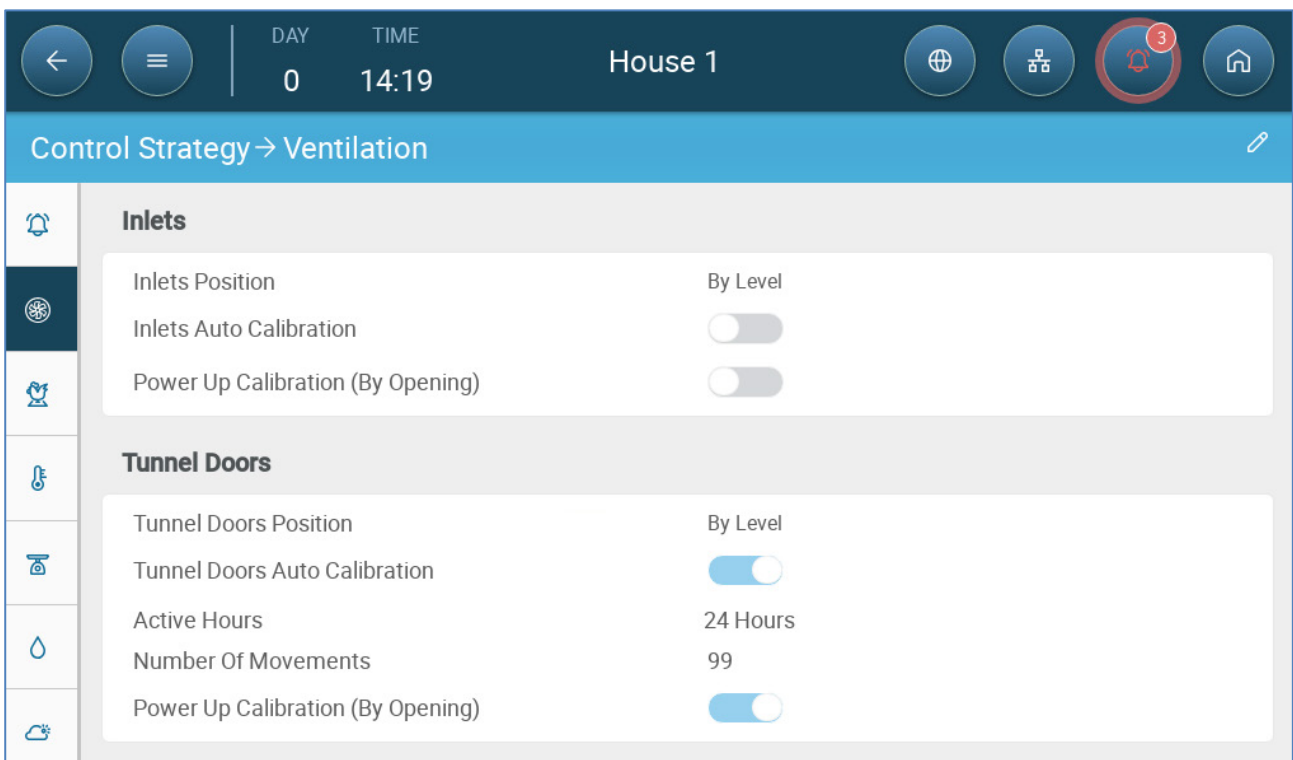 DAY TIME
0 14:19
House 1
3
Control Strategy → Ventilation
Inlets
Inlets Position By Level
Inlets Auto Calibration
Power Up Calibration (By Opening)
Tunnel Doors
Tunnel Doors Position By Level
Tunnel Doors Auto Calibration
Active Hours 24 Hours
Number Of Movements 99
Power Up Calibration (By Opening)